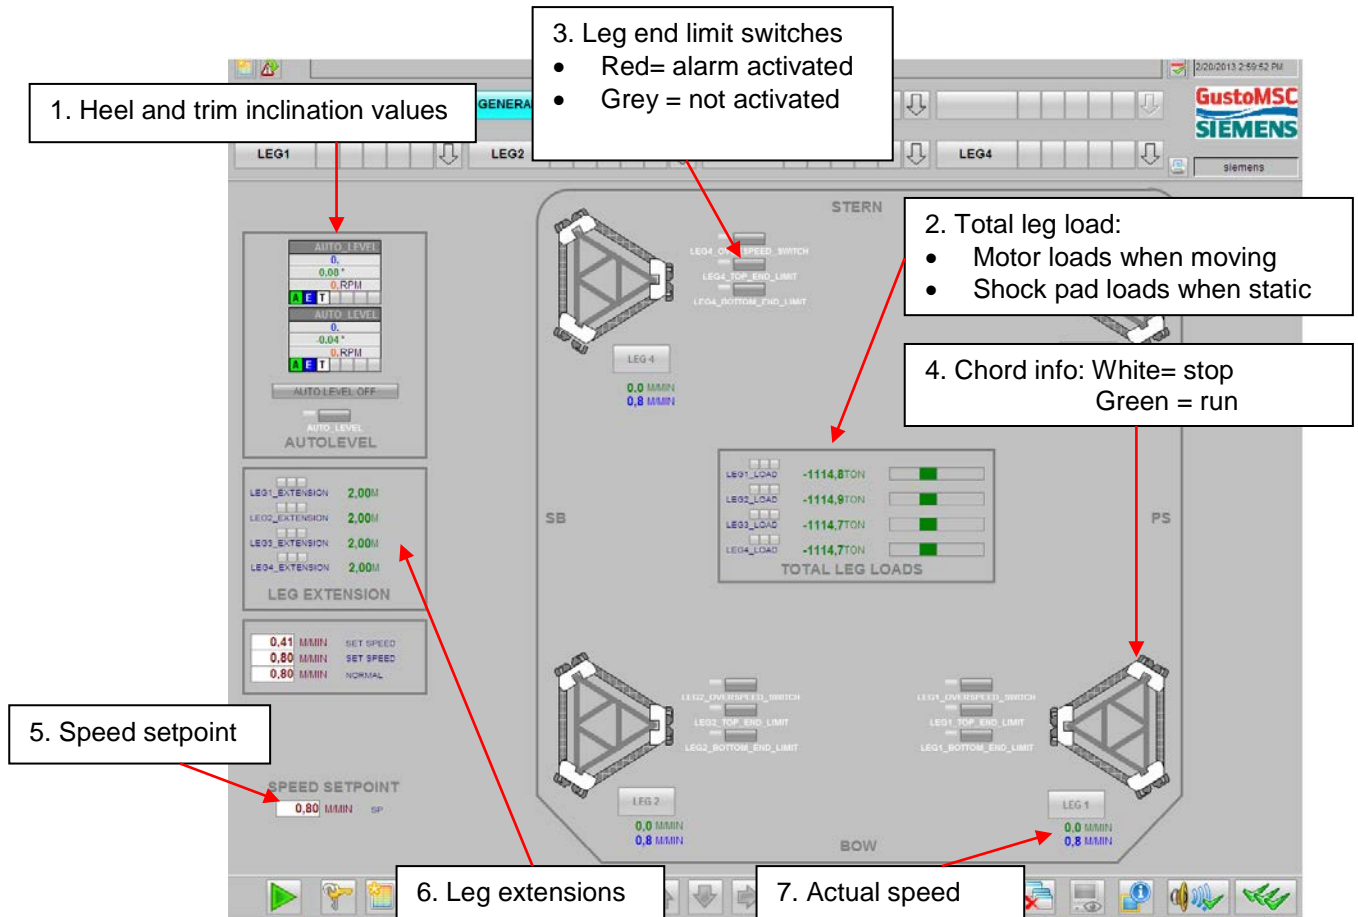 3. Leg end limit switches
• Red= alarm activated
• Grey = not activated
2/20/2013 2:59:52 PM
1. Heel and trim inclination values
GENERA
GustoMSC
SIEMENS
siemens
LEG1
LEG2
LEG4
STERN
2. Total leg load:
• Motor loads when moving
• Shock pad loads when static
AUTO_LEVEL
0.
0.08 °
0.RPM
A E T
AUTO LEVEL
0.
-0.04 °
0.RPM
A E T
AUTO LEVEL OFF
AUTO_LEVEL
AUTOLEVEL
LEG4_OVERSPEED_SWITCH
LEG4_TOP_END_LIMIT
LEG4_BOTTOM_END_LIMIT
LEG 4
0.0 M/MIN
0,8 M/MIN
4. Chord info: White= stop
Green = run
LEG1_EXTENSION 2,00M
LEG2_EXTENSION 2,00M
LEG3_EXTENSION 2,00M
LEG4_EXTENSION 2,00M
LEG EXTENSION
SB
LEG1_LOAD -1114,8TON
LEG2_LOAD -1114,9TON
LEG3_LOAD -1114,7TON
LEG4_LOAD -1114,7TON
TOTAL LEG LOADS
PS
0,41 M/MIN SET SPEED
0,80 M/MIN SET SPEED
0,80 M/MIN NORMAL
LEG2_OVERSPEED_SWITCH
LEG2_TOP_END_LIMIT
LEG2_BOTTOM_END_LIMIT
LEG1_OVERSPEED_SWITCH
LEG1_TOP_END_LIMIT
LEG1_BOTTOM_END_LIMIT
5. Speed setpoint
SPEED SETPOINT
0,80 M/MIN SP
LEG 2
0,0 M/MIN
0,8 M/MIN
LEG 1
0,0 M/MIN
0,8 M/MIN
BOW
6. Leg extensions
7. Actual speed